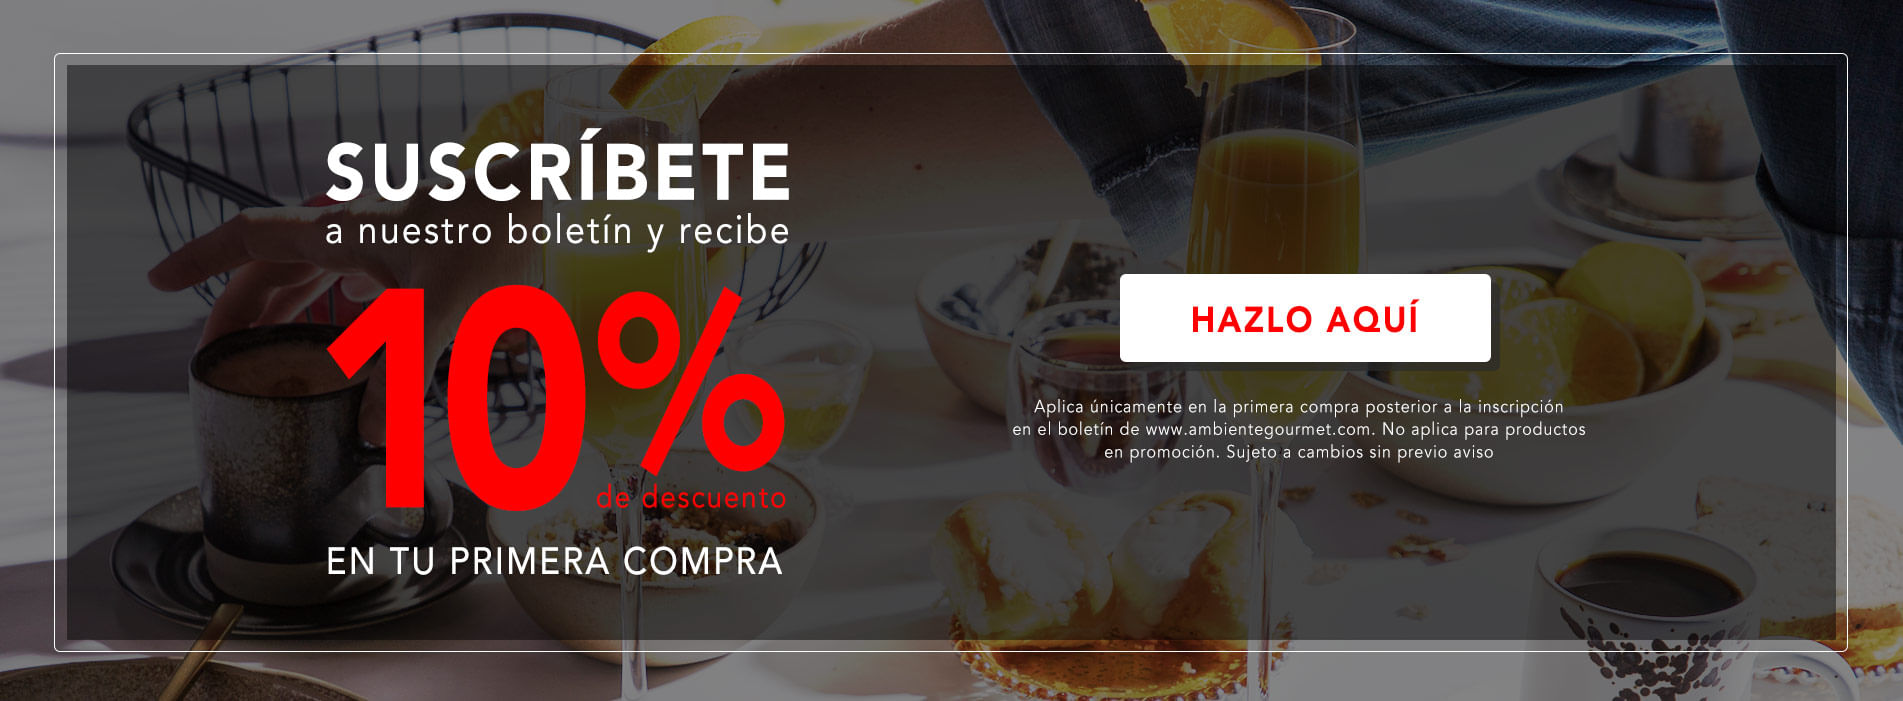 SUSCRÍBETE
a nuestro boletín y recibe
10%
de descuento
EN TU PRIMERA COMPRA
HAZLO AQUÍ
Aplica únicamente en la primera compra posterior a la inscripción
en el boletín de www.ambientegourmet.com. No aplica para productos
en promoción. Sujeto a cambios sin previo aviso